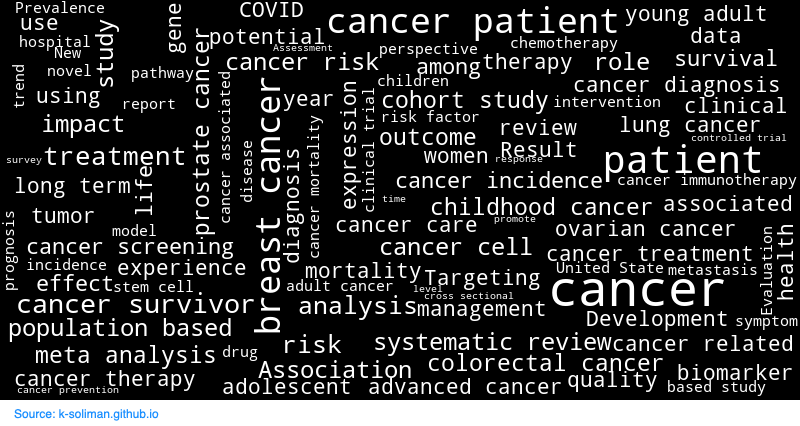 Prevalence
COVID
cancer patient
young adult
use
gene
study
potential
chemotherapy
data
hospital
New
Assessment
perspective
cancer risk
among
therapy
role
survival
trend
novel
pathway
prostate cancer
cancer associated
children
cancer diagnosis
using
report
year
expression
clinical trial
cohort study
intervention
clinical
impact
breast cancer
cancer mortality
risk factor
outcome
review
lung cancer
controlled trial
survey
treatment
disease
diagnosis
women
response
Result
patient
long term
life
cancer incidence
cancer immunotherapy
time
childhood cancer
associated
tumor
promote
prognosis
model
cancer care
ovarian cancer
cancer screening
cancer cell
cancer treatment
Evaluation
health
incidence
experience
mortality
Targeting
United State
metastasis
effect
stem cell
adult cancer
level
cross sectional
cancer
cancer survivor
analysis
management
population based
Development
symptom
risk
systematic review
cancer related
meta analysis
drug
Association
colorectal cancer
biomarker
cancer therapy
cancer prevention
adolescent
advanced cancer
quality
based study
Source: k-soliman.github.io